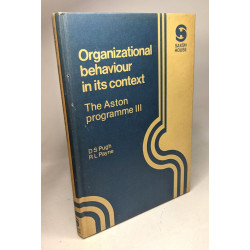 Organizational
behaviour
in its context
The Aston
programme III
D S Pugh
R L Payne
SAXON
HOUSE